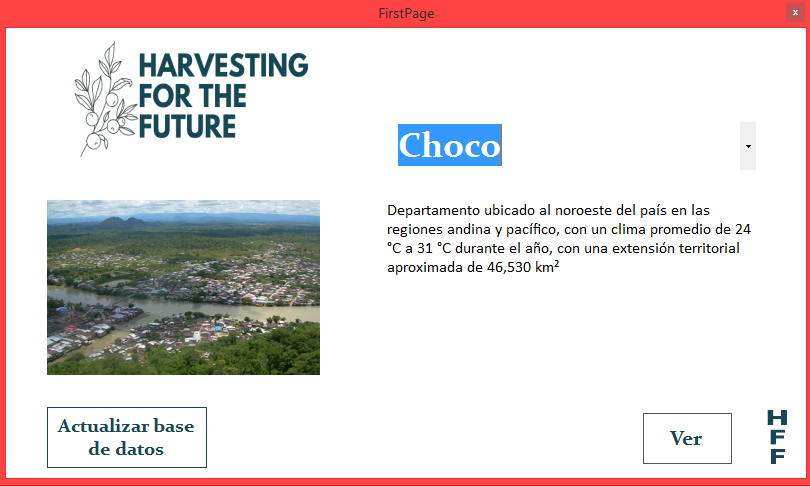 FirstPage
x
HARVESTING
FOR THE
FUTURE
Choco
Departamento ubicado al noroeste del país en las
regiones andina y pacífico, con un clima promedio de 24
°C a 31 °C durante el año, con una extensión territorial
aproximada de 46,530 km²
Actualizar base
de datos
Ver
H
F
F